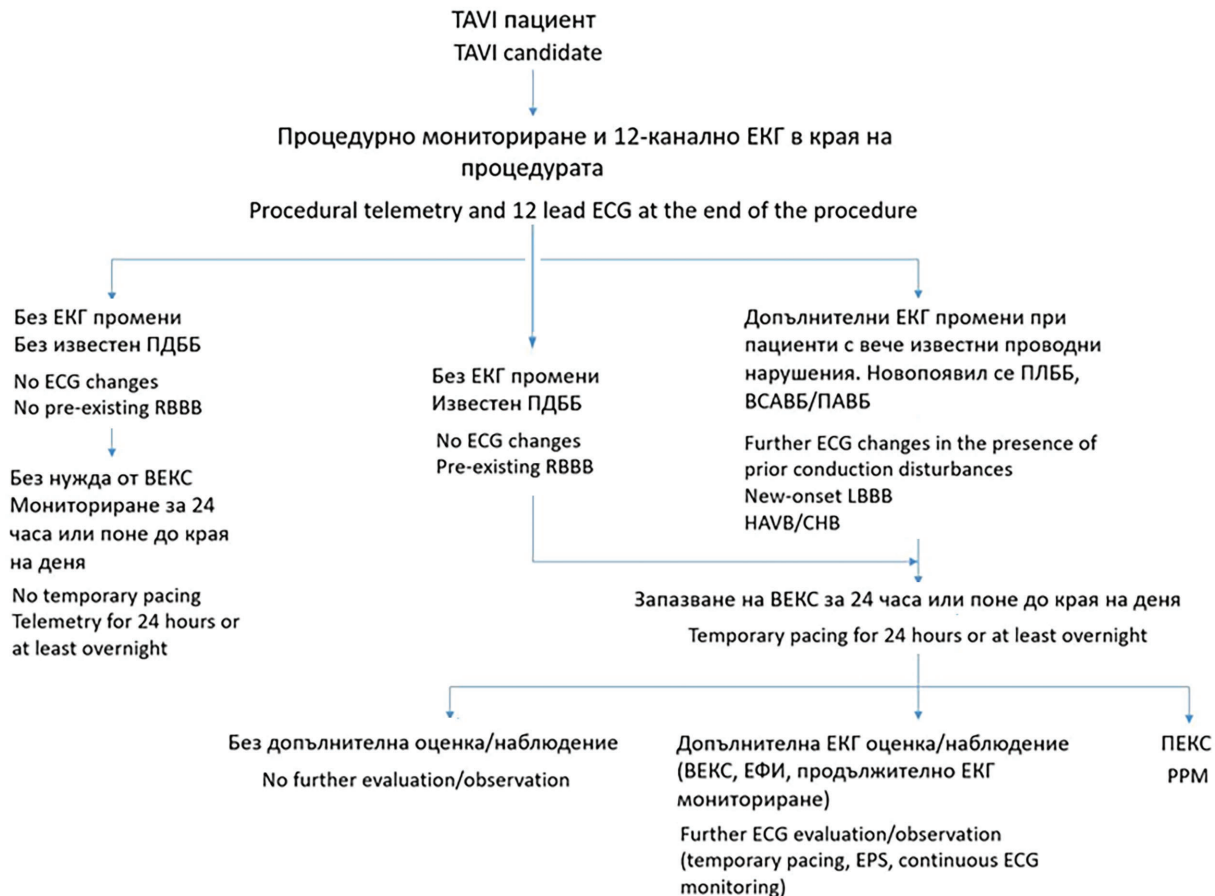 TAVI пациент
TAVI candidate
Процедурно мониториране и 12-канално ЕКГ в края на
процедурата
Procedural telemetry and 12 lead ECG at the end of the procedure
Без ЕКГ промени
Без известен ПДББ
No ECG changes
No pre-existing RBBB
Без нужда от ВЕКС
Мониториране за 24
часа или поне до края
на деня
No temporary pacing
Telemetry for 24 hours or
at least overnight
Без ЕКГ промени
Известен ПДББ
No ECG changes
Pre-existing RBBB
Допълнителни ЕКГ промени при
пациенти с вече известни проводни
нарушения. Новопоявил се ПЛББ,
ВСАВБ/ПАВБ
Further ECG changes in the presence of
prior conduction disturbances
New-onset LBBB
HAVB/CHB
Запазване на ВЕКС за 24 часа или поне до края на деня
Temporary pacing for 24 hours or at least overnight
Без допълнителна оценка/наблюдение
No further evaluation/observation
Допълнителна ЕКГ оценка/наблюдение
(ВЕКС, ЕФИ, продължително ЕКГ
мониториране)
Further ECG evaluation/observation
(temporary pacing, EPS, continuous ECG
monitoring)
ПЕКС
PPM